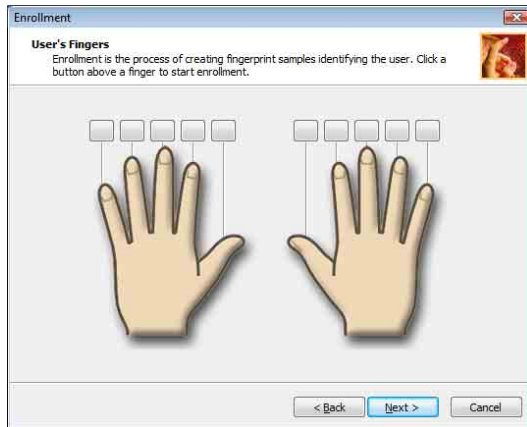 Enrollment
User's Fingers
Enrollment is the process of creating fingerprint samples identifying the user. Click a
button above a finger to start enrollment.
< Back
Next >
Cancel